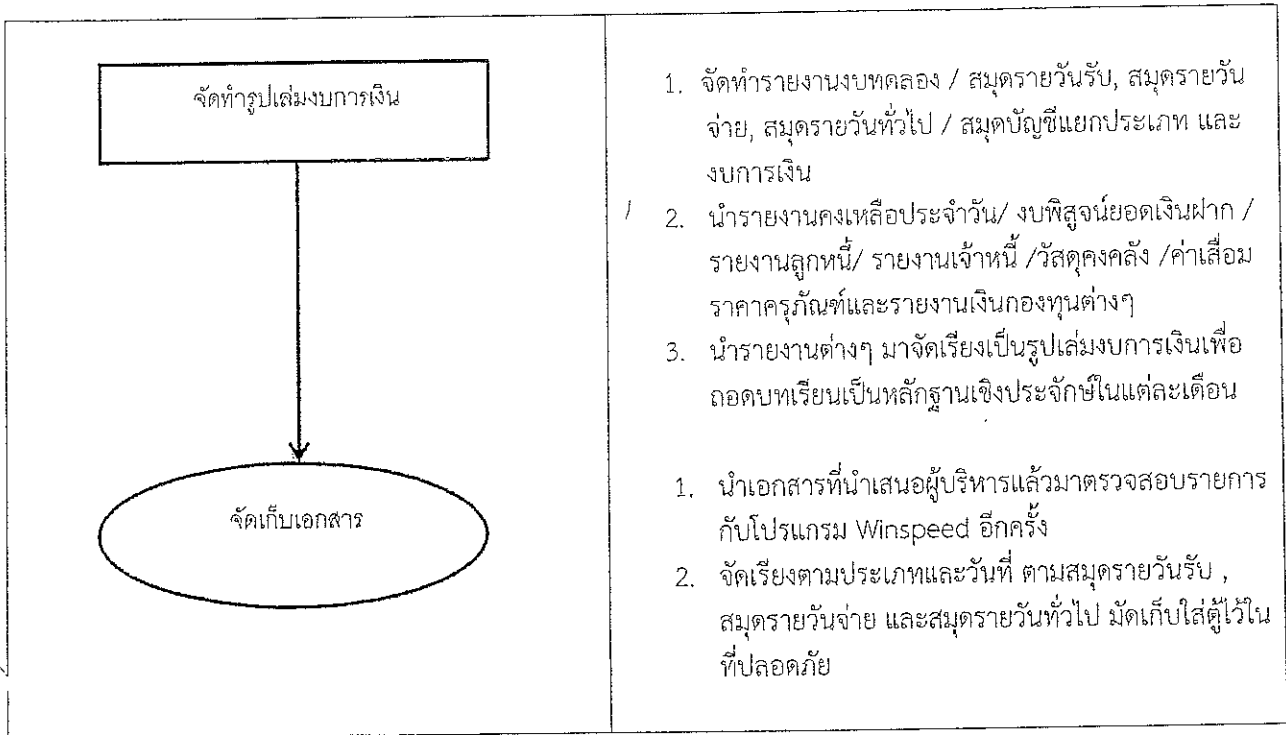 จัดทำรูปเล่มงบการเงิน
จัดเก็บเอกสาร
1. จัดทำรายงานงบทดลอง / สมุดรายวันรับ, สมุดรายวัน
จ่าย, สมุดรายวันทั่วไป / สมุดบัญชีแยกประเภท และ
งบการเงิน
2. นำรายงานคงเหลือประจำวัน/ งบพิสูจน์ยอดเงินฝาก /
รายงานลูกหนี้/ รายงานเจ้าหนี้ /วัสดุคงคลัง /ค่าเสื่อม
ราคาครุภัณฑ์และรายงานเงินกองทุนต่างๆ
3. นำรายงานต่างๆ มาจัดเรียงเป็นรูปเล่มงบการเงินเพื่อ
ถอดบทเรียนเป็นหลักฐานเชิงประจักษ์ในแต่ละเดือน
1. นำเอกสารที่นำเสนอผู้บริหารแล้วมาตรวจสอบรายการ
กับโปรแกรม Winspeed อีกครั้ง
2. จัดเรียงตามประเภทและวันที่ ตามสมุดรายวันรับ ,
สมุดรายวันจ่าย และสมุดรายวันทั่วไป มัดเก็บใส่ตู้ไว้ใน
ที่ปลอดภัย